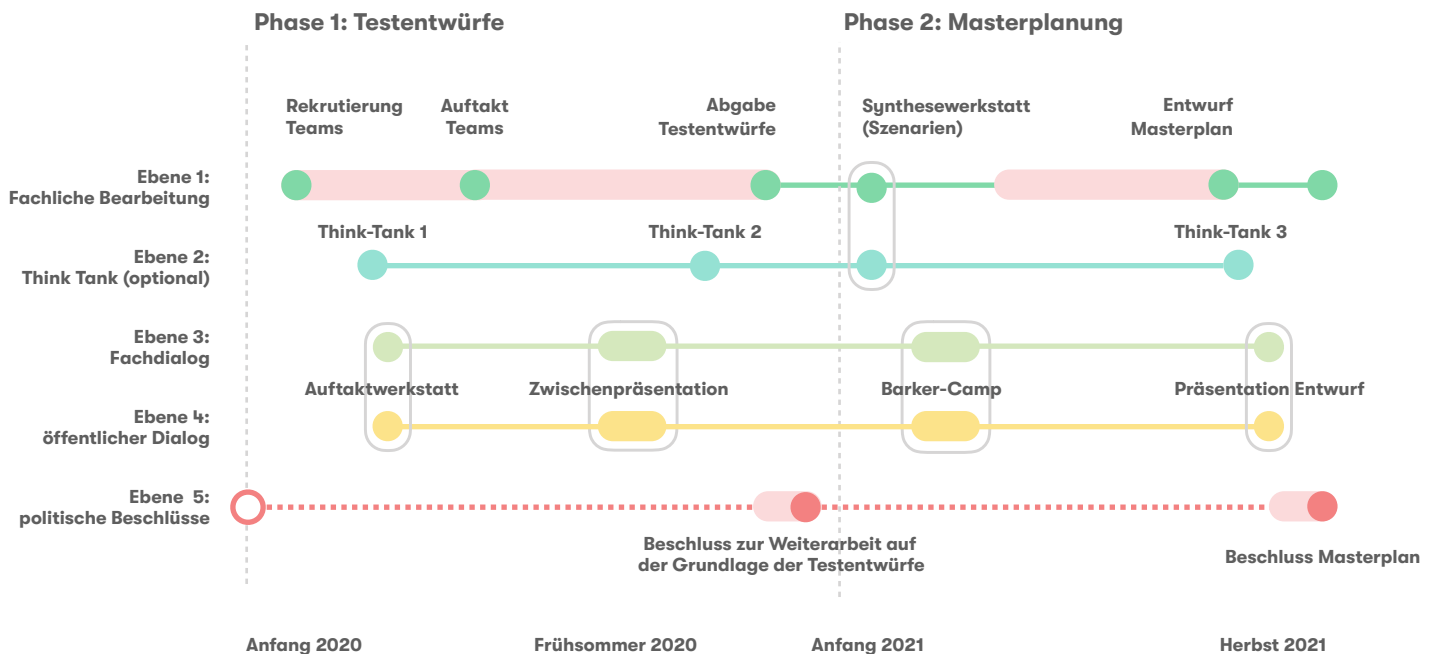 Phase 1: Testentwürfe
Phase 2: Masterplanung
Rekrutierung
Teams
Auftakt
Teams
Abgabe
Testentwürfe
Synthesewerkstatt
(Szenarien)
Entwurf
Masterplan
Ebene 1:
Fachliche Bearbeitung
Think-Tank 1
Think-Tank 2
Think-Tank 3
Ebene 2:
Think Tank (optional)
Ebene 3:
Fachdialog
Auftaktwerkstatt
Zwischenpräsentation
Barker-Camp
Präsentation Entwurf
Ebene 4:
öffentlicher Dialog
Ebene 5:
politische Beschlüsse
Beschluss zur Weiterarbeit auf
der Grundlage der Testentwürfe
Beschluss Masterplan
Anfang 2020
Frühsommer 2020
Anfang 2021
Herbst 2021